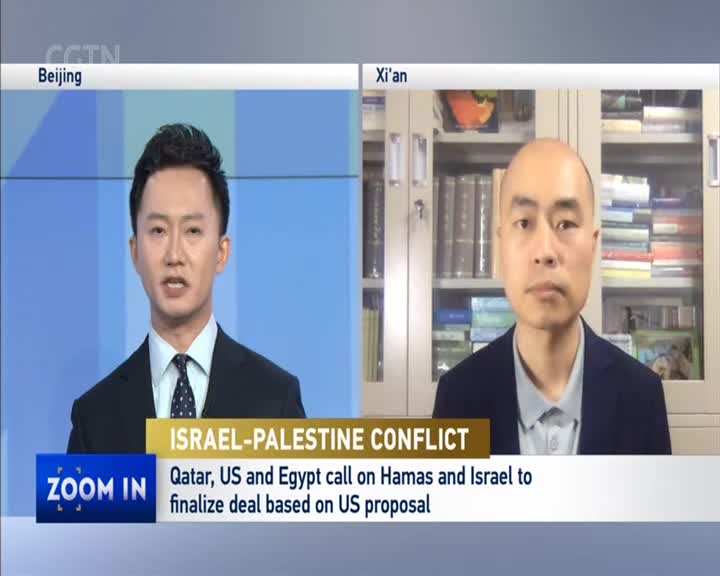 CGTN
Beijing
Xi'an
ISRAEL-PALESTINE CONFLICT
ZOOM IN
Qatar, US and Egypt call on Hamas and Israel to
finalize deal based on US proposal